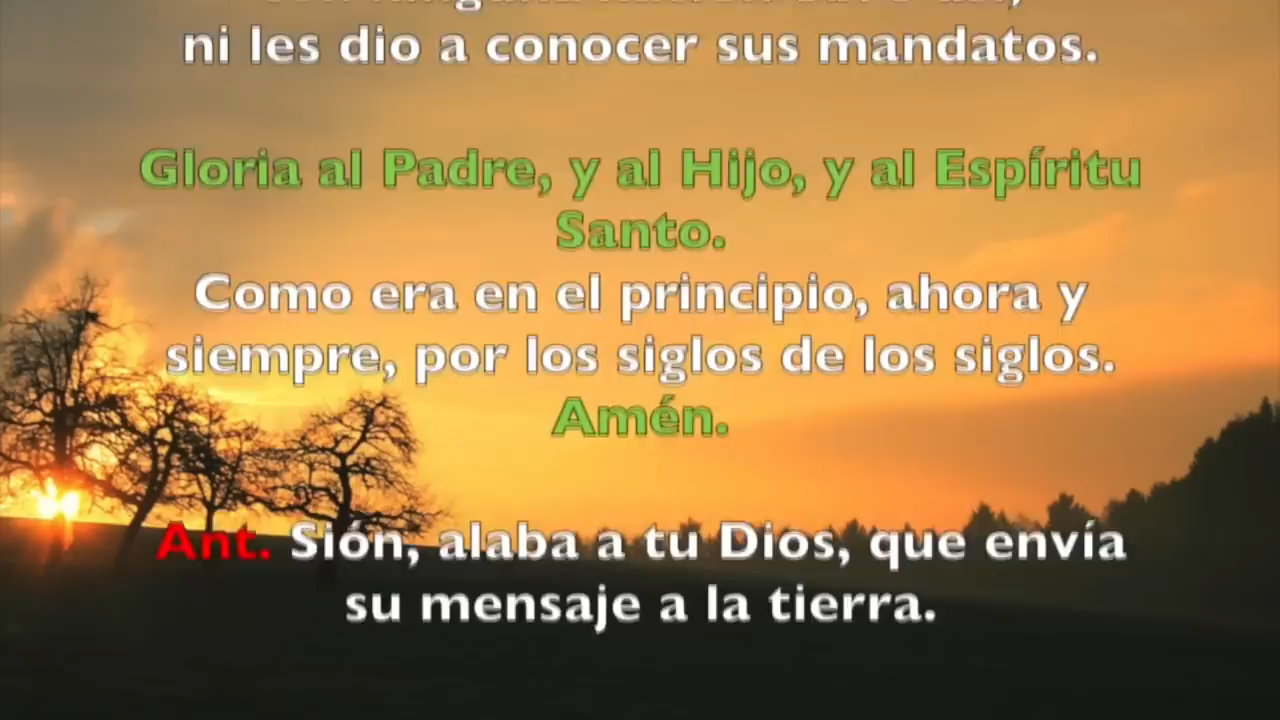 ni les dio a conocer sus mandatos.
Gloria al Padre, y al Hijo, y al Espíritu
Santo.
Como era en el principio, ahora y
siempre, por los siglos de los siglos.
Amén.
Ant. Sión, alaba a tu Dios, que envía
su mensaje a la tierra.